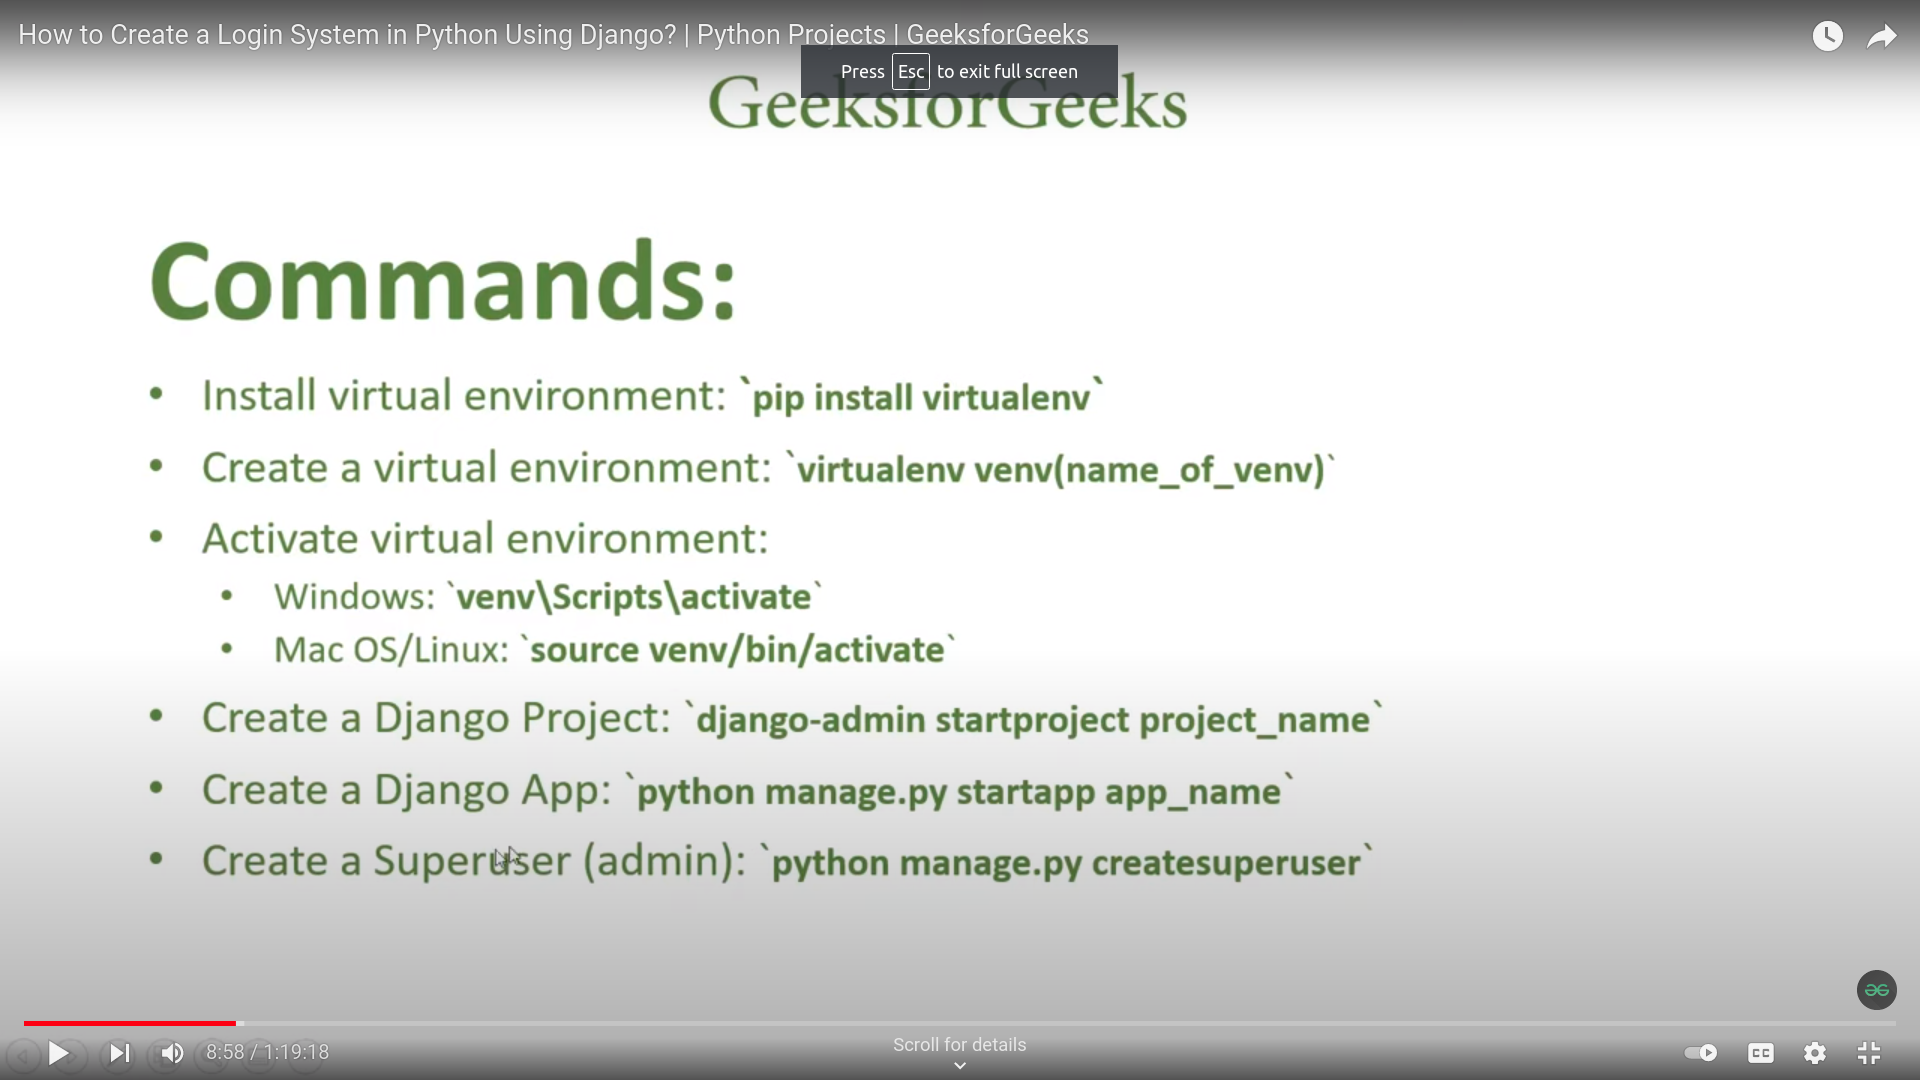 How to Create a Login System in Python Using Django? | Python Projects | GeeksforGeeks
Press Esc to exit full screen
GeeksforGeeks
Commands:
• Install virtual environment: `pip install virtualenv`
• Create a virtual environment: `virtualenv venv(name_of_venv)`
• Activate virtual environment:
• Windows: `venv\Scripts\activate`
• Mac OS/Linux: `source venv/bin/activate`
• Create a Django Project: `django-admin startproject project_name`
• Create a Django App: `python manage.py startapp app_name`
• Create a Superuser (admin): `python manage.py createsuperuser`
Scroll for details
8:58 / 1:19:18
CC